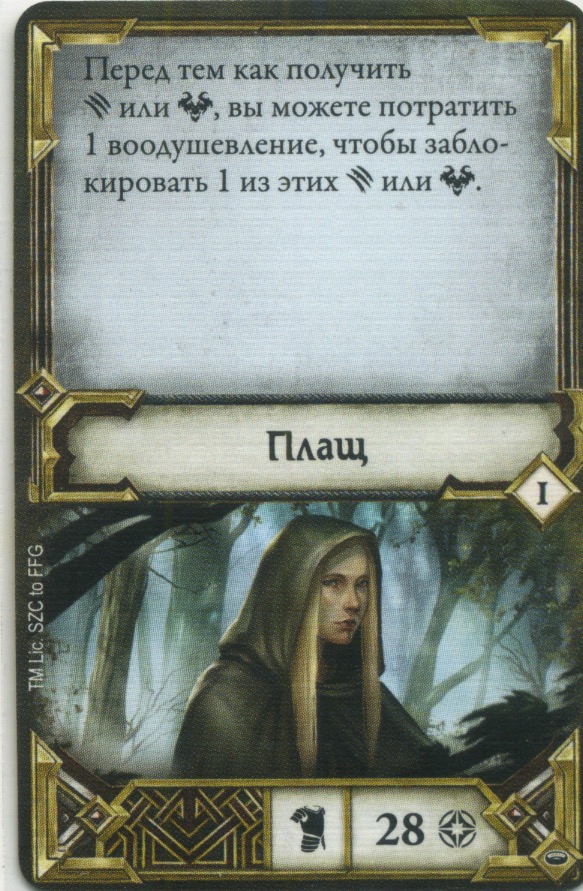 Перед тем как получить
или , вы можете потратить
1 воодушевление, чтобы забло-
кировать 1 из этих или .
Плащ
I
TM Lic. SZC to FFG
28